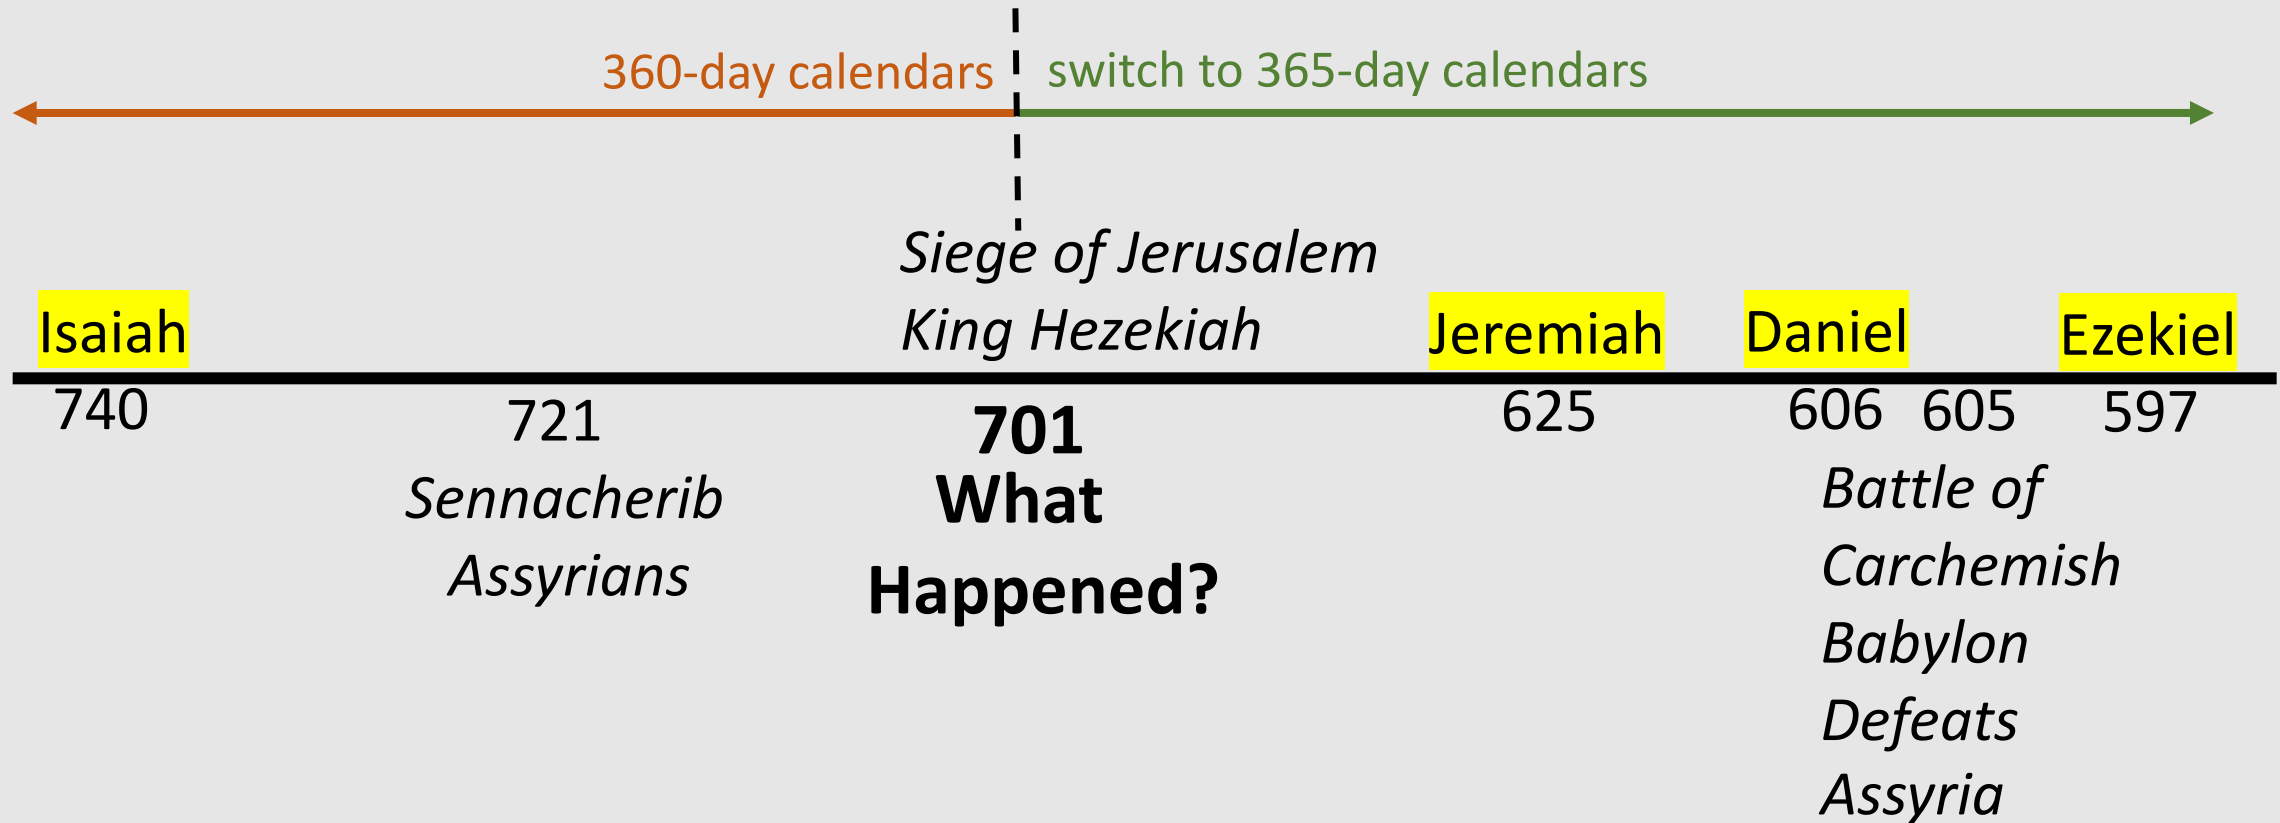 360-day calendars
switch to 365-day calendars
Siege of Jerusalem
King Hezekiah
Isaiah
Jeremiah
Daniel
Ezekiel
740
721
701
625
606
605
597
Sennacherib
Assyrians
What
Happened?
Battle of
Carchemish
Babylon
Defeats
Assyria